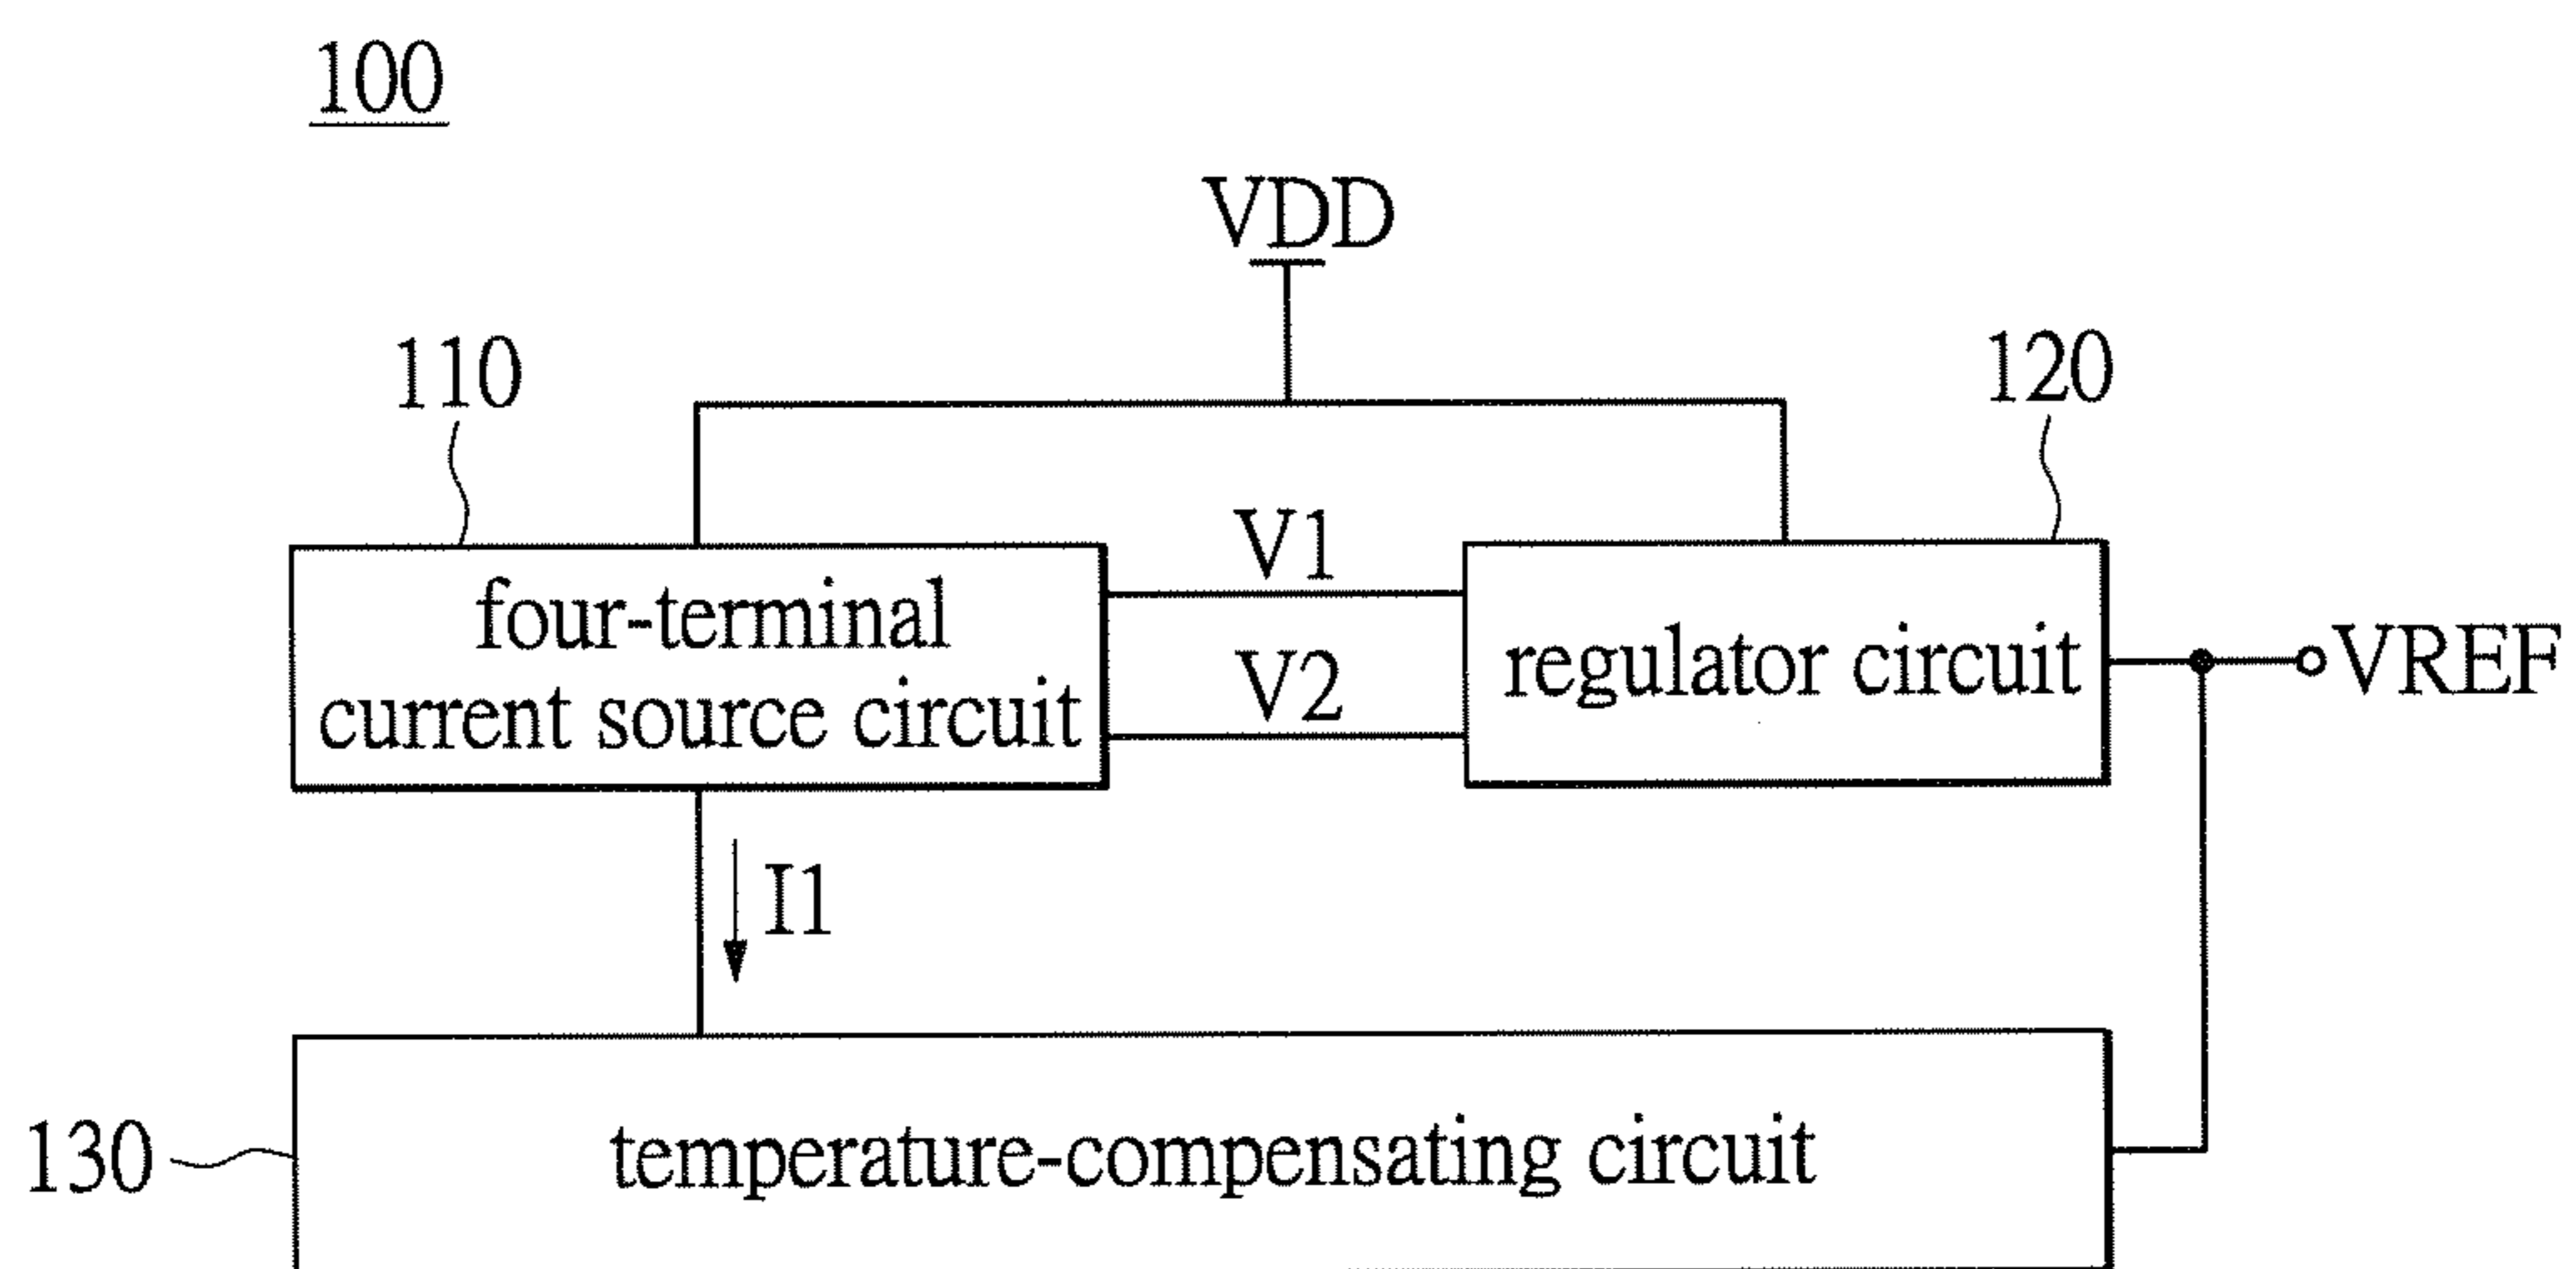 100
VDD
110
120
V1
four-terminal
current source circuit
V2
regulator circuit
VREF
I1
130
temperature-compensating circuit